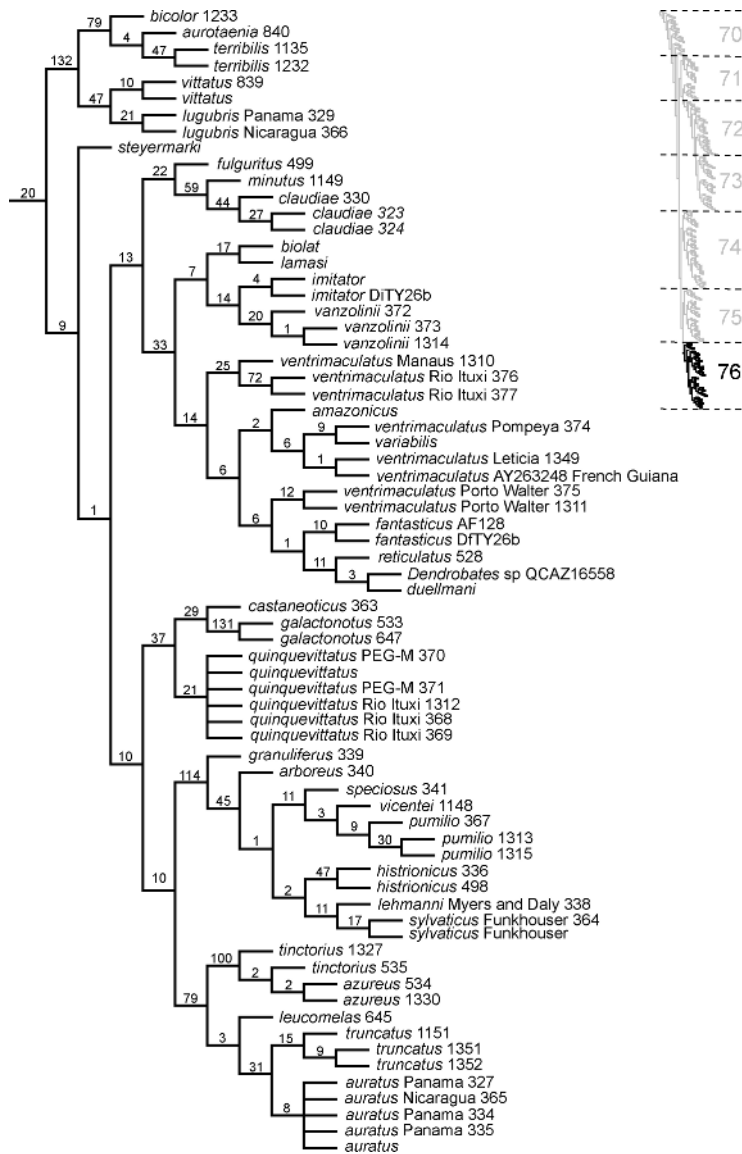 bicolor 1233
79
aurotaenia 840
4
terribilis 1135
47
terribilis 1232
132
vittatus 839
10
vittatus
47
lugubris Panama 329
21
lugubris Nicaragua 366
steyermarki
20
fulguritus 499
22
minutus 1149
59
claudiae 330
44
claudiae 323
27
claudiae 324
13
biolat
17
lamasi
7
imitator
4
imitator DiTY26b
14
vanzolinii 372
20
vanzolinii 373
1
vanzolinii 1314
9
33
ventrimaculatus Manaus 1310
25
ventrimaculatus Rio Ituxi 376
72
ventrimaculatus Rio Ituxi 377
14
amazonicus
2
ventrimaculatus Pompeya 374
9
variabilis
6
ventrimaculatus Leticia 1349
1
ventrimaculatus AY263248 French Guiana
6
ventrimaculatus Porto Walter 375
12
ventrimaculatus Porto Walter 1311
6
fantasticus AF128
10
fantasticus DfTY26b
1
reticulatus 528
11
Dendrobates sp QCAZ16558
3
duellmani
1
castaneoticus 363
29
galactonotus 533
131
galactonotus 647
37
quinquevittatus PEG-M 370
quinquevittatus
quinquevittatus PEG-M 371
21
quinquevittatus Rio Ituxi 1312
quinquevittatus Rio Ituxi 368
quinquevittatus Rio Ituxi 369
10
granuliferus 339
114
arboreus 340
45
speciosus 341
11
vicentei 1148
3
pumilio 367
9
pumilio 1313
30
pumilio 1315
1
histrionicus 336
47
histrionicus 498
2
lehmanni Myers and Daly 338
11
sylvaticus Funkhouser 364
17
sylvaticus Funkhouser
10
tinctorius 1327
100
tinctorius 535
2
azureus 534
2
azureus 1330
79
leucomelas 645
3
truncatus 1151
15
truncatus 1351
9
truncatus 1352
31
auratus Panama 327
auratus Nicaragua 365
8
auratus Panama 334
auratus Panama 335
auratus
70
71
72
73
74
75
76